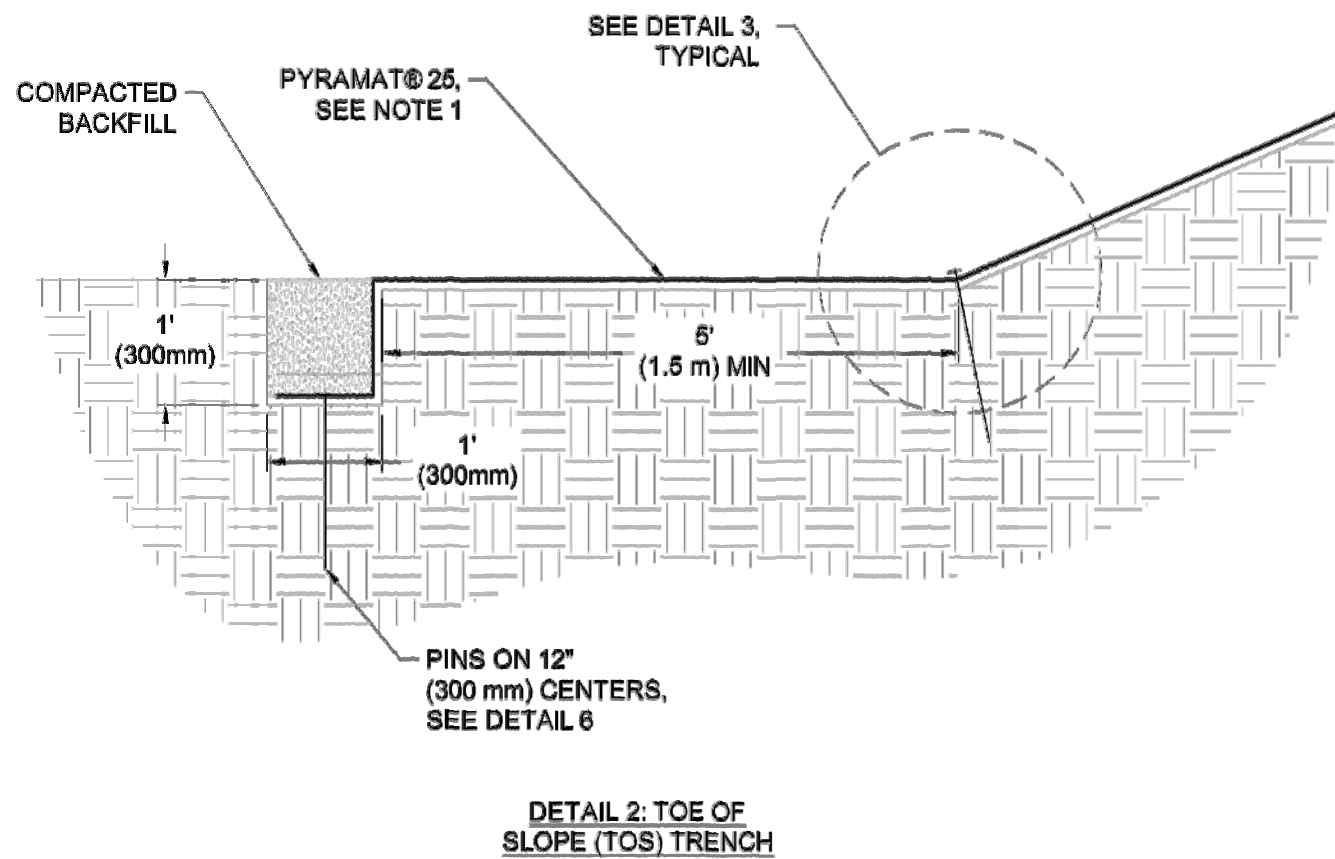 SEE DETAIL 3,
TYPICAL
PYRAMAT® 25,
SEE NOTE 1
COMPACTED
BACKFILL
1'
(300mm)
5'
(1.5 m) MIN
1'
(300mm)
PINS ON 12"
(300 mm) CENTERS,
SEE DETAIL 6
DETAIL 2: TOE OF
SLOPE (TOS) TRENCH